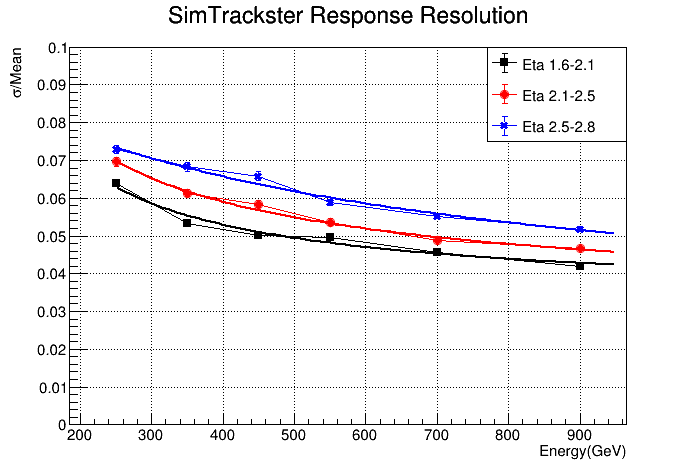 SimTrackster Response Resolution
σ/Mean
0.1
0.09
0.08
0.07
0.06
0.05
0.04
0.03
0.02
0.01
0
Eta 1.6-2.1
Eta 2.1-2.5
Eta 2.5-2.8
200 300 400 500 600 700 800 900
Energy(GeV)